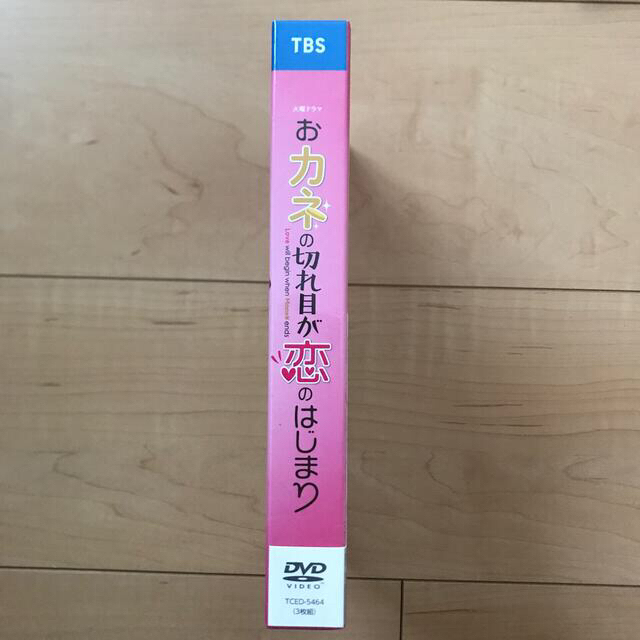 TBS
火曜ドラマ
おカネの切れ目が恋のはじまり
Love will begin when Money ends
DVD
VIDEO
TCED-5464
(3枚組)